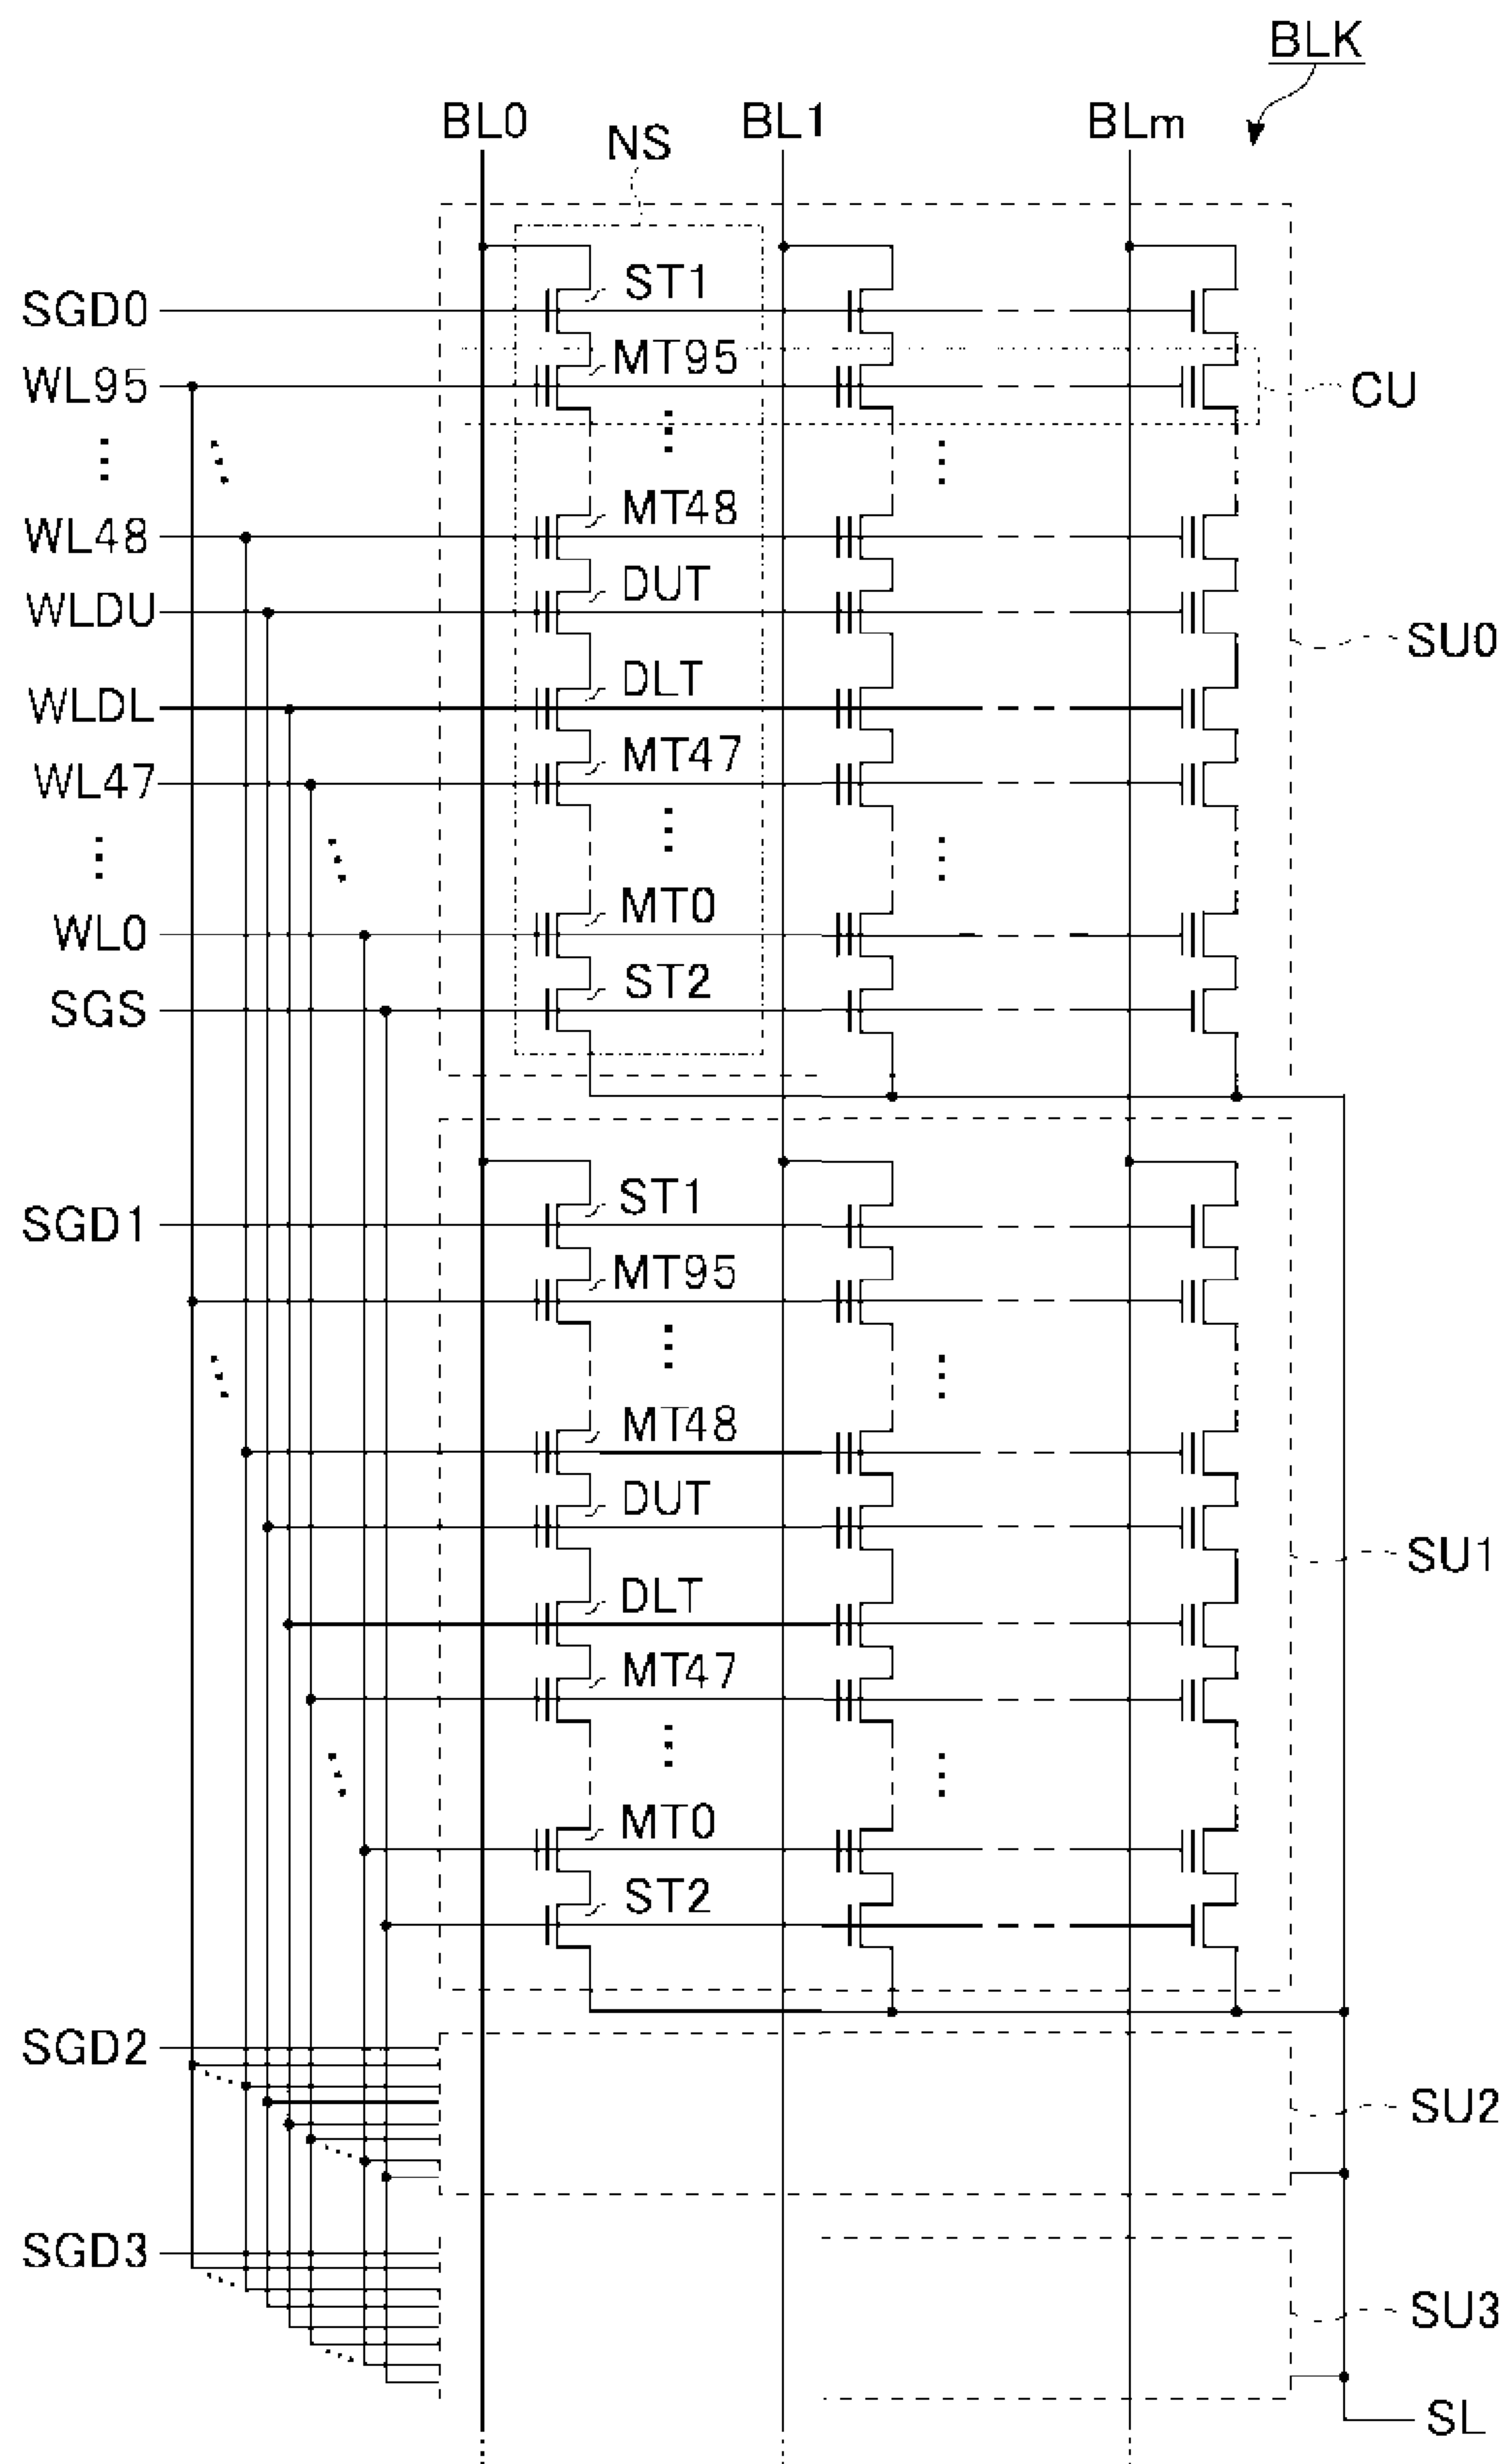 BLK
BL0 BL1 BLm
NS
SGD0 ST1
WL95 MT95 CU
WL48 MT48
WLDU DUT SU0
WLDL DLT
WL47 MT47
WL0 MT0
SGS ST2
SGD1 ST1
MT95
MT48
DUT SU1
DLT
MT47
MT0
ST2
SGD2 SU2
SGD3 SU3
SL